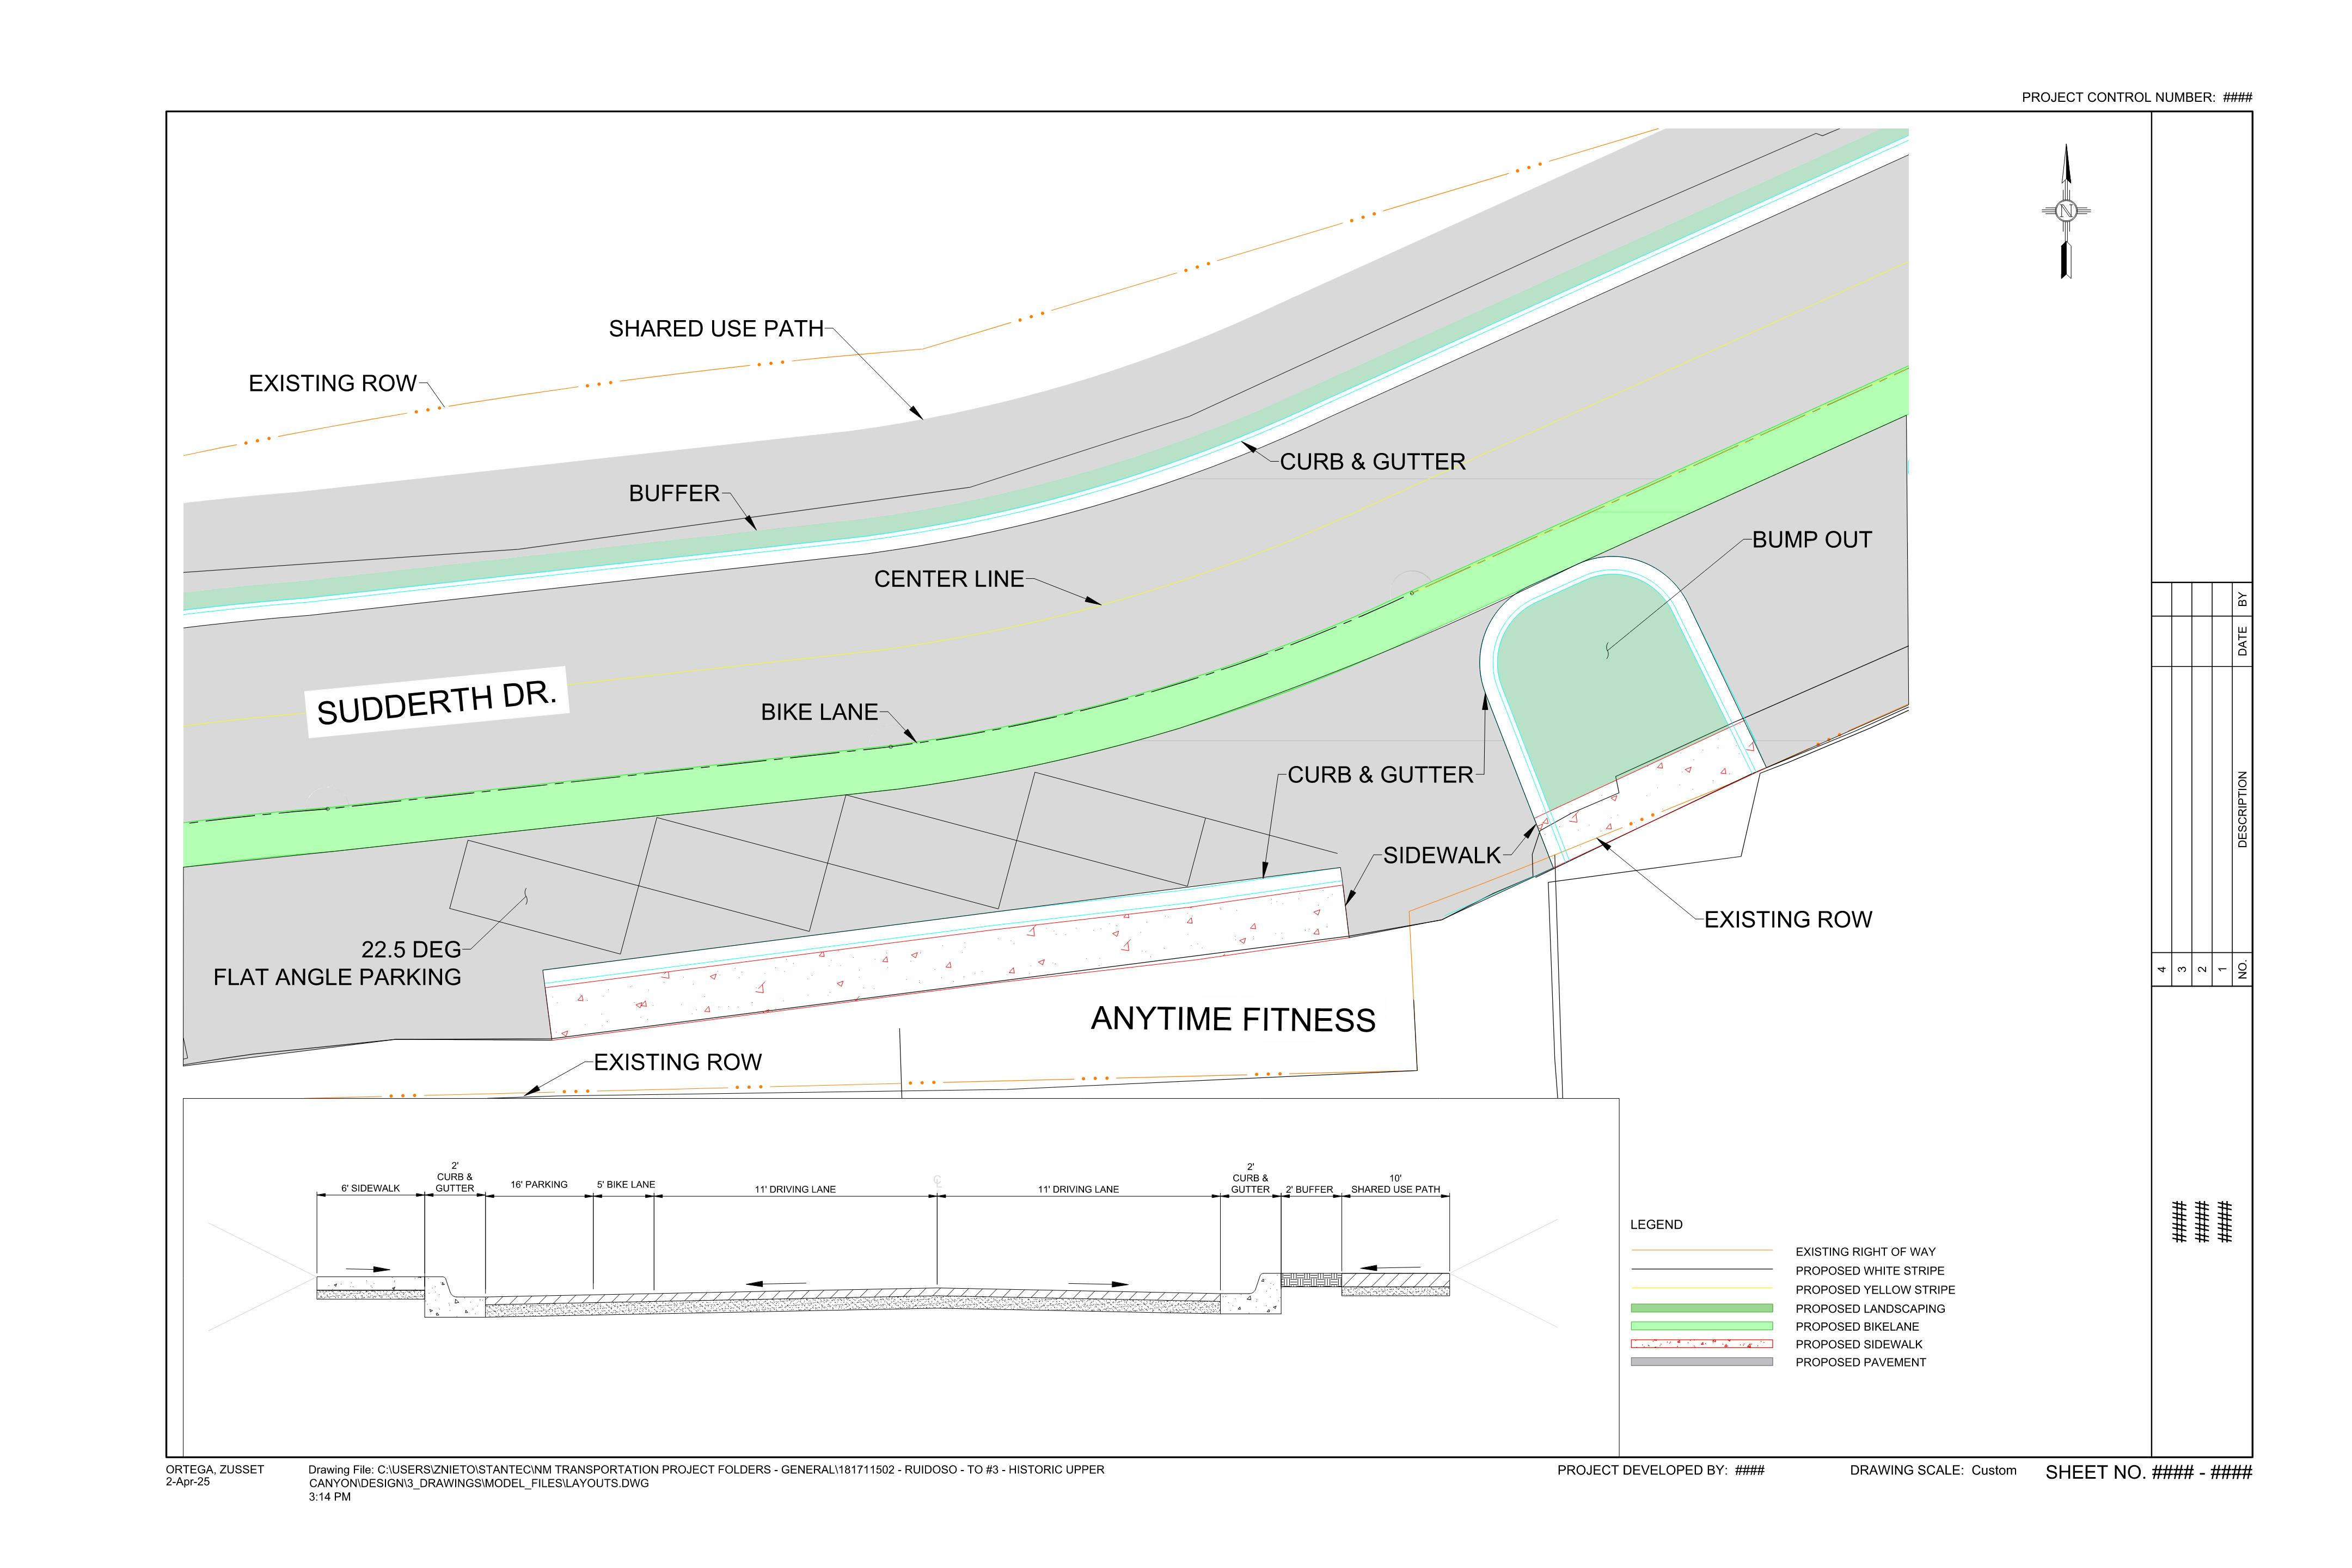 PROJECT CONTROL NUMBER: ####
N
SHARED USE PATH
EXISTING ROW
CURB & GUTTER
BUFFER
BUMP OUT
CENTER LINE
SUDDERTH DR.
BIKE LANE
CURB & GUTTER
SIDEWALK
EXISTING ROW
22.5 DEG
FLAT ANGLE PARKING
ANYTIME FITNESS
EXISTING ROW
6' SIDEWALK
2'
CURB &
GUTTER
16' PARKING
5' BIKE LANE
11' DRIVING LANE
CL
11' DRIVING LANE
2'
CURB &
GUTTER
2' BUFFER
10'
SHARED USE PATH
LEGEND
EXISTING RIGHT OF WAY
PROPOSED WHITE STRIPE
PROPOSED YELLOW STRIPE
PROPOSED LANDSCAPING
PROPOSED BIKELANE
PROPOSED SIDEWALK
PROPOSED PAVEMENT
4
3
2
1
NO. DESCRIPTION DATE BY
####
####
####
ORTEGA, ZUSSET
2-Apr-25
Drawing File: C:\USERS\ZNIETO\STANTEC\NM TRANSPORTATION PROJECT FOLDERS - GENERAL\181711502 - RUIDOSO - TO #3 - HISTORIC UPPER
CANYON\DESIGN\3_DRAWINGS\MODEL_FILES\LAYOUTS.DWG
3:14 PM
PROJECT DEVELOPED BY: ####
DRAWING SCALE: Custom
SHEET NO. #### - ####